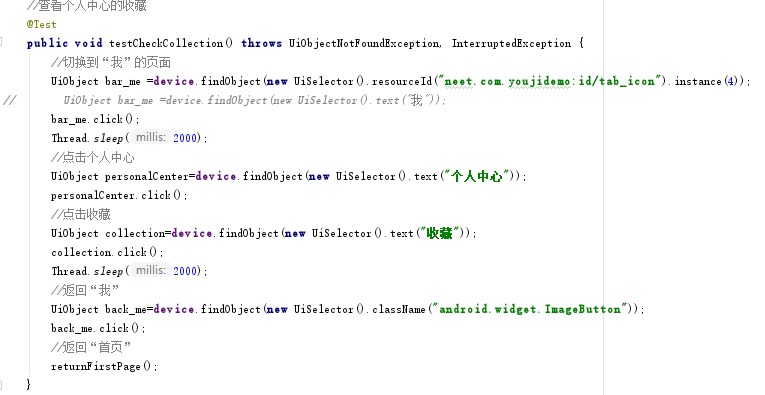 //查看个人中心的收藏
@Test
public void testCheckCollection() throws UiObjectNotFoundException, InterruptedException {
//切换到“我”的页面
UiObject bar_me =device.findObject(new UiSelector().resourceId("neet.com.youjidemo:id/tab_icon").instance(4));
// UiObject bar_me =device.findObject(new UiSelector().text("我"));
bar_me.click();
Thread.sleep( millis: 2000);
//点击个人中心
UiObject personalCenter=device.findObject(new UiSelector().text("个人中心"));
personalCenter.click();
//点击收藏
UiObject collection=device.findObject(new UiSelector().text("收藏"));
collection.click();
Thread.sleep( millis: 2000);
//返回“我”
UiObject back_me=device.findObject(new UiSelector().className("android.widget.ImageButton"));
back_me.click();
//返回“首页”
returnFirstPage();
}